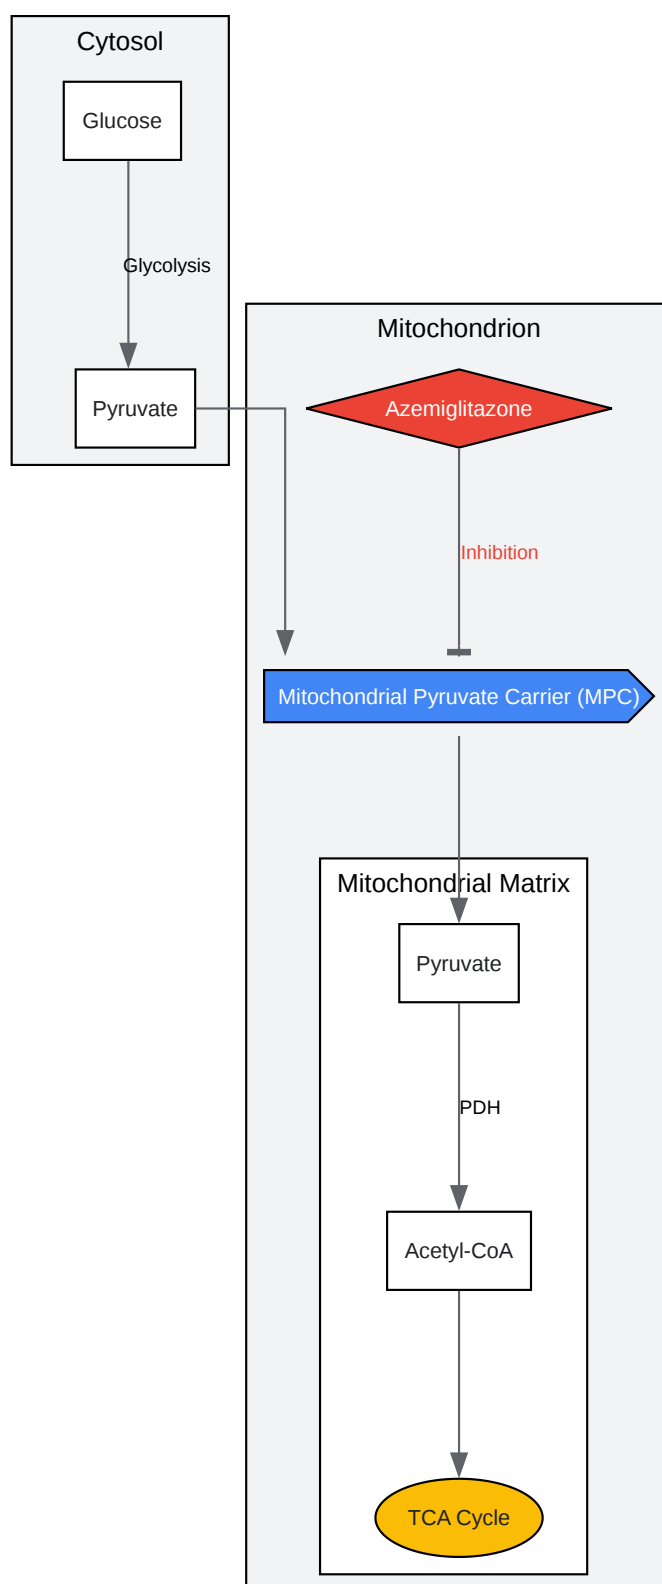 Cytosol
Glucose
Glycolysis
Pyruvate
Mitochondrion
Azemiglitazone
Inhibition
Mitochondrial Pyruvate Carrier (MPC)
Mitochondrial Matrix
Pyruvate
PDH
Acetyl-CoA
TCA Cycle